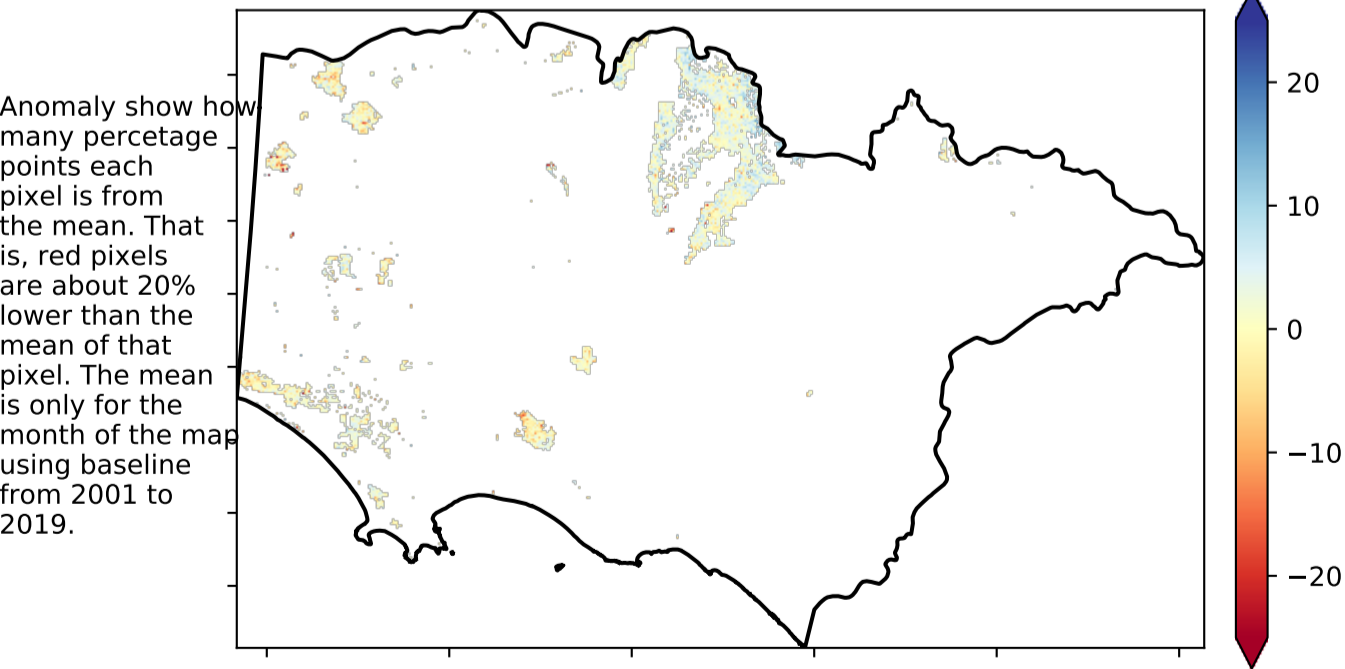 Anomaly show how
many percetage
points each
pixel is from
the mean. That
is, red pixels
are about 20%
lower than the
mean of that
pixel. The mean
is only for the
month of the map
using baseline
from 2001 to
2019.
20
10
0
−10
−20